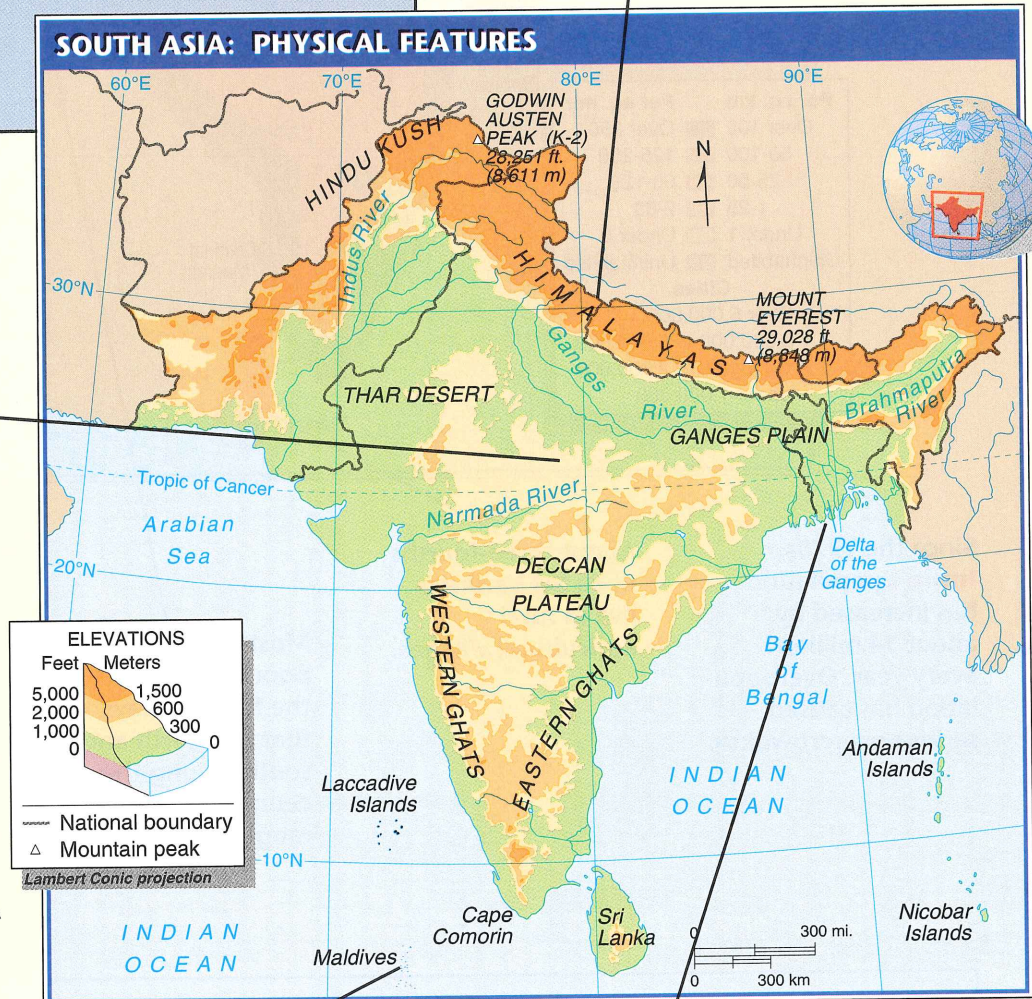 SOUTH ASIA: PHYSICAL FEATURES
60°E
70°E
80°E
90°E
GODWIN
AUSTEN
PEAK (K-2)
28,251 ft.
(8,611 m)
HINDU KUSH
N
Indus River
30°N
HIMALAYAS
MOUNT
EVEREST
29,028 ft.
(8,848 m)
Ganges
River
Brahmaputra
River
THAR DESERT
GANGES PLAIN
Tropic of Cancer
Narmada River
Arabian
Sea
20°N
DECCAN
PLATEAU
Delta
of the
Ganges
WESTERN GHATS
EASTERN GHATS
Bay
of
Bengal
ELEVATIONS
Feet Meters
5,000 1,500
2,000 600
1,000 300
0 0
National boundary
Mountain peak
Lambert Conic projection
Laccadive
Islands
INDIAN
OCEAN
Andaman
Islands
10°N
Cape
Comorin
Sri
Lanka
Nicobar
Islands
INDIAN
OCEAN
Maldives
0 300 mi.
0 300 km